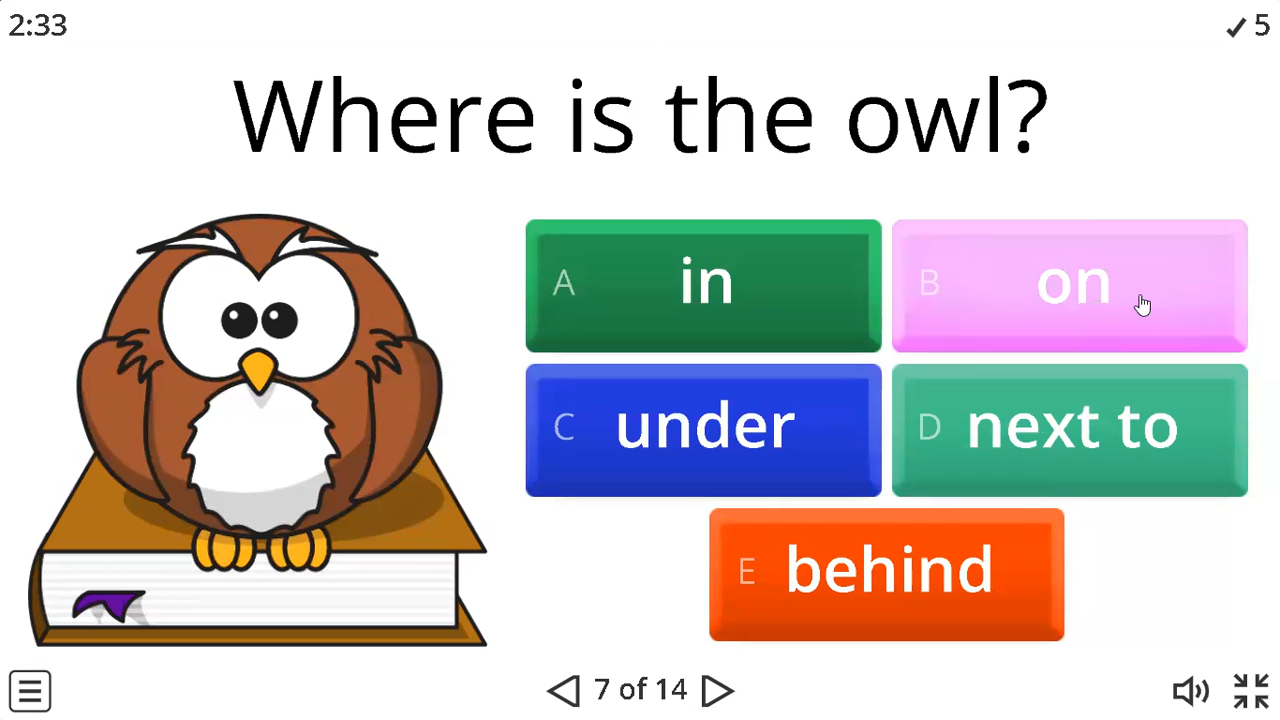 2:33
✓ 5
Where is the owl?
A in
B on
C under
D next to
E behind
7 of 14